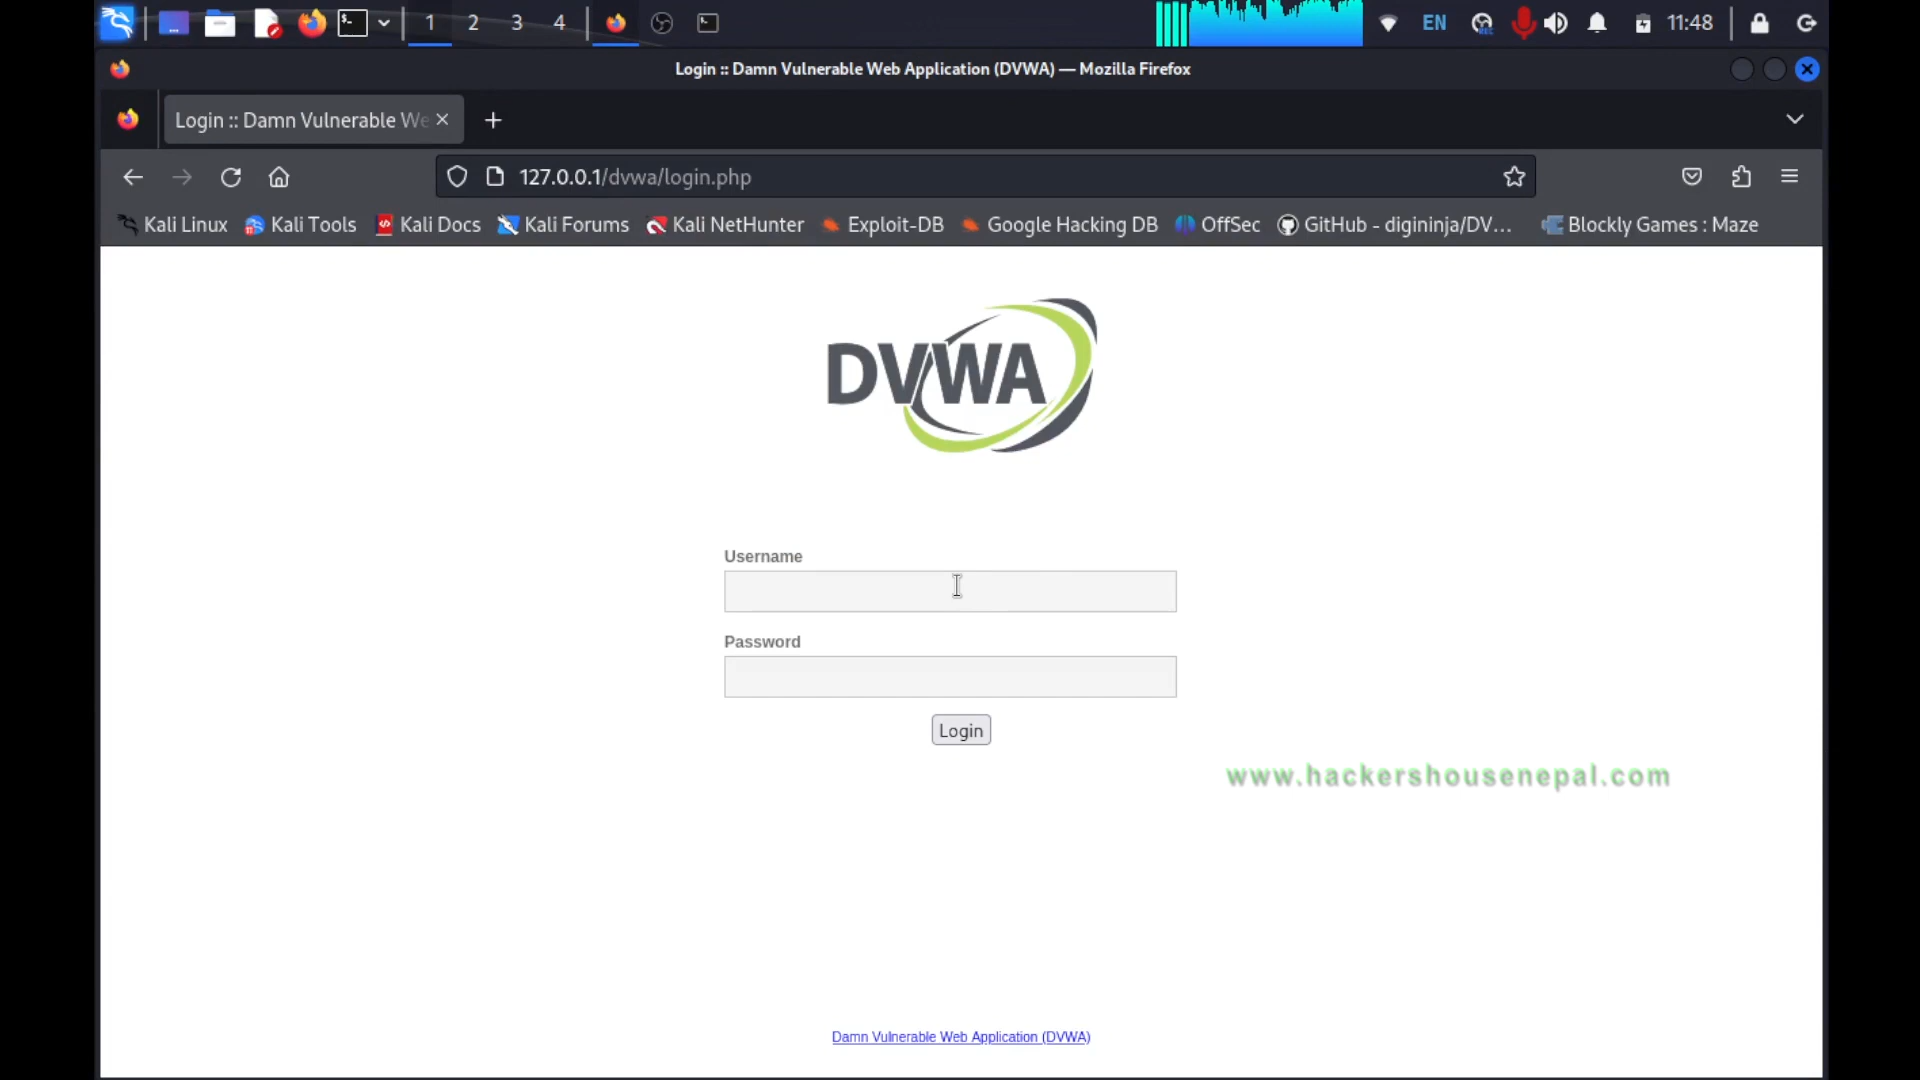 1 2 3 4 EN 11:48
Login :: Damn Vulnerable Web Application (DVWA) — Mozilla Firefox
Login :: Damn Vulnerable We
127.0.0.1/dvwa/login.php
Kali Linux Kali Tools Kali Docs Kali Forums Kali NetHunter Exploit-DB Google Hacking DB OffSec GitHub - digininja/DV... Blockly Games : Maze
DVWA
Username
Password
Login
www.hackershousenepal.com
Damn Vulnerable Web Application (DVWA)